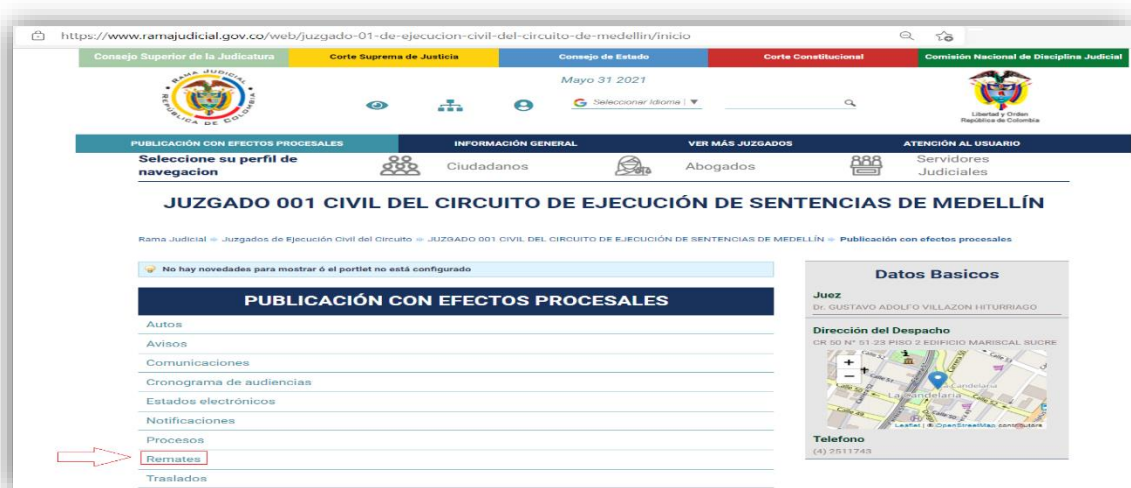 https://www.ramajudicial.gov.co/web/juzgado-01-de-ejecucion-civil-del-circuito-de-medellin/inicio
Consejo Superior de la Judicatura
Corte Suprema de Justicia
Consejo de Estado
Corte Constitucional
Comisión Nacional de Disciplina Judicial
RAMA JUDICIAL
REPÚBLICA DE COLOMBIA
Mayo 31 2021
G Seleccionar idioma | ▼
Libertad y Orden
República de Colombia
PUBLICACIÓN CON EFECTOS PROCESALES
INFORMACIÓN GENERAL
VER MÁS JUZGADOS
ATENCIÓN AL USUARIO
Seleccione su perfil de
navegacion
Ciudadanos
Abogados
Servidores
Judiciales
JUZGADO 001 CIVIL DEL CIRCUITO DE EJECUCIÓN DE SENTENCIAS DE MEDELLÍN
Rama Judicial » Juzgados de Ejecución Civil del Circuito » JUZGADO 001 CIVIL DEL CIRCUITO DE EJECUCIÓN DE SENTENCIAS DE MEDELLÍN » Publicación con efectos procesales
No hay novedades para mostrar ó el portlet no está configurado
PUBLICACIÓN CON EFECTOS PROCESALES
Autos
Avisos
Comunicaciones
Cronograma de audiencias
Estados electrónicos
Notificaciones
Procesos
Remates
Traslados
Datos Basicos
Juez
Dr. GUSTAVO ADOLFO VILLAZON HITURRIAGO
Dirección del Despacho
CR 50 N° 51-23 PISO 2 EDIFICIO MARISCAL SUCRE
+
−
La Candelaria
Leaflet | © OpenStreetMap contributors
Telefono
(4) 2511743